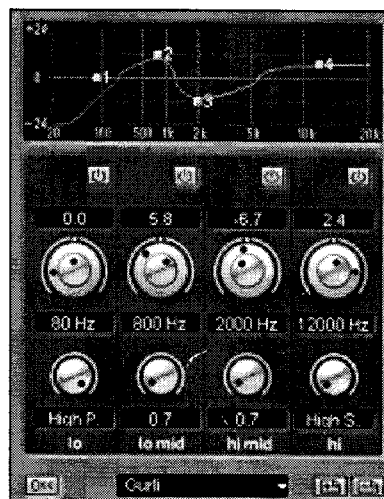 +24
2
4
0
1
3
-24
20 100 500 1k 2k 5k 10k 20k
0.0 5.8 -6.7 2.4
80 Hz 800 Hz 2000 Hz 12000 Hz
High P. 0.7 0.7 High S.
lo lo mid hi mid hi
Gurli